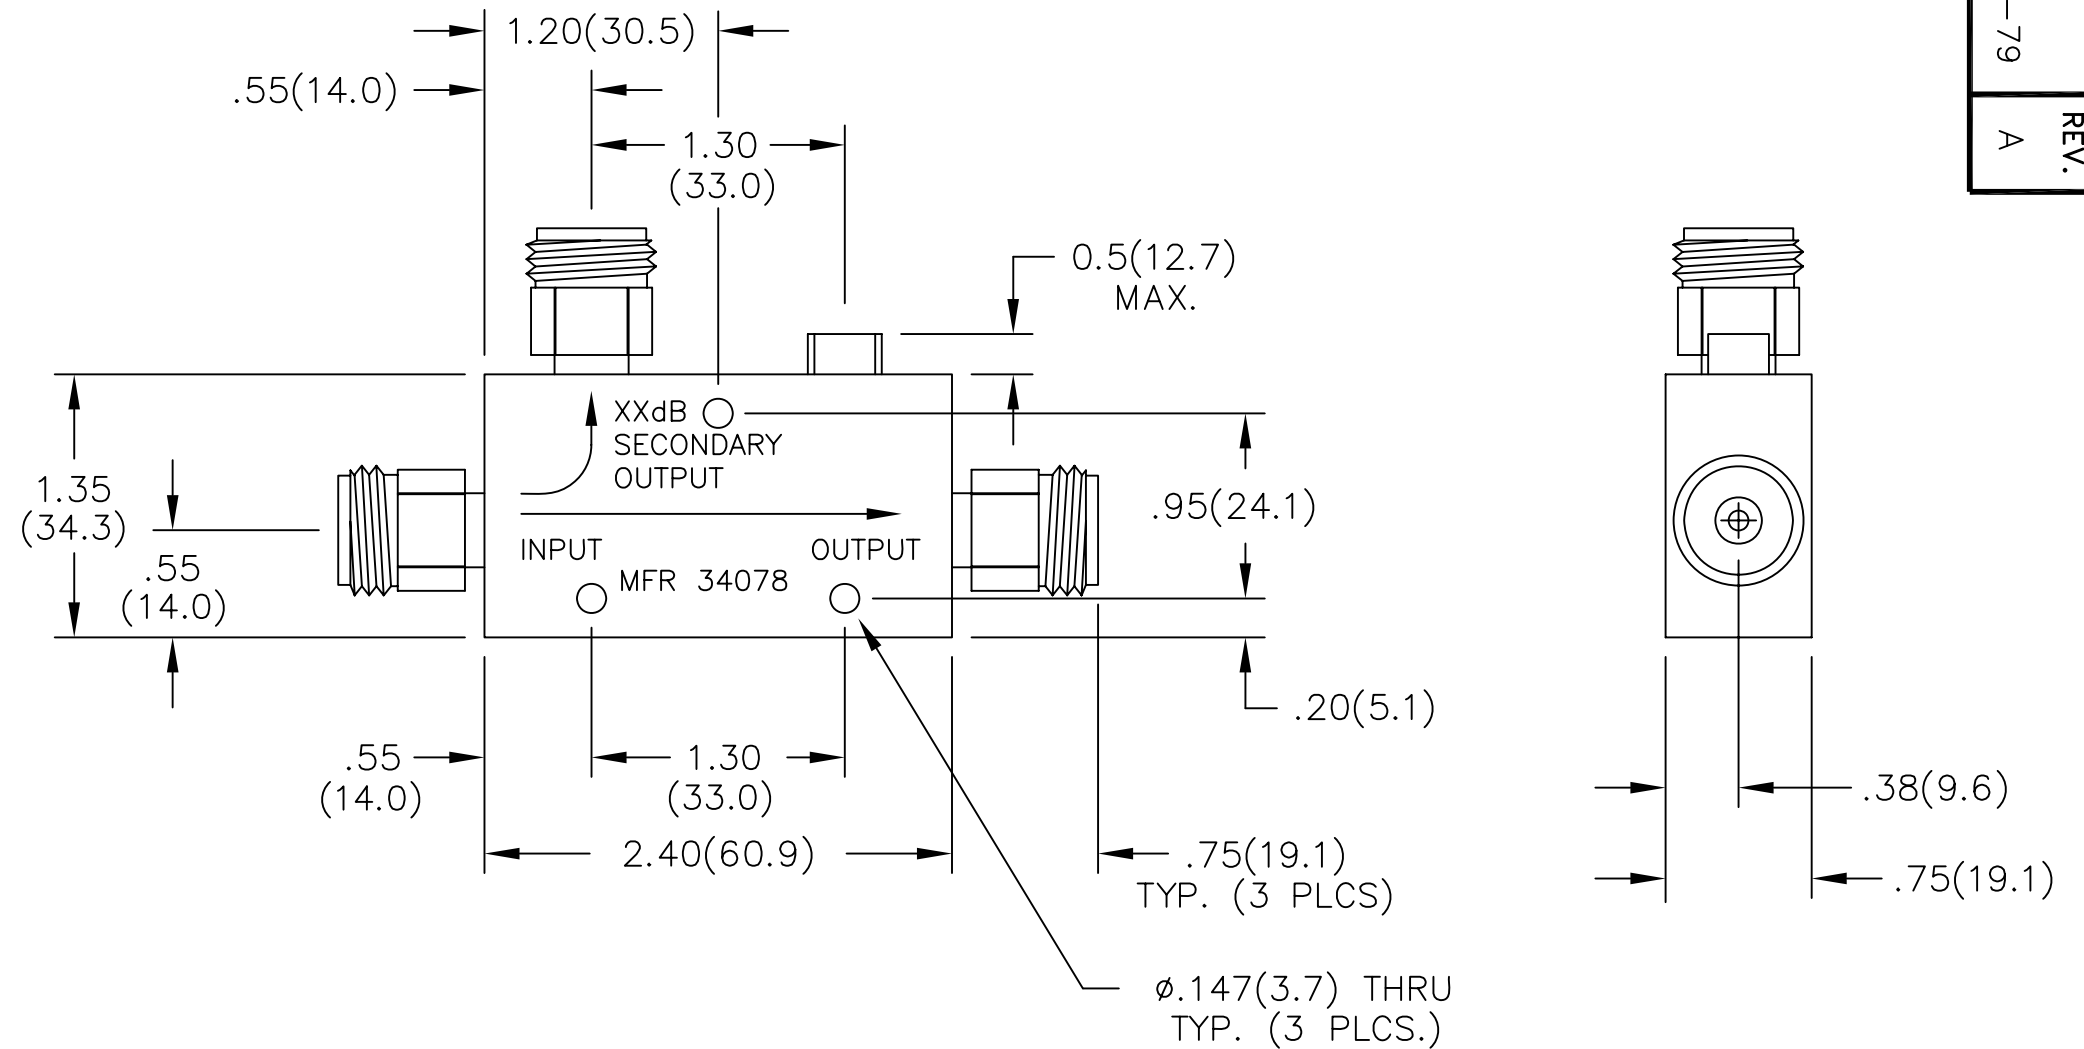 1.20(30.5)
.55(14.0)
1.30
(33.0)
0.5(12.7)
MAX.
-79
REV.
A
XXdB
SECONDARY
OUTPUT
1.35
(34.3)
.55
(14.0)
.95(24.1)
INPUT
OUTPUT
MFR 34078
.20(5.1)
.55
(14.0)
1.30
(33.0)
2.40(60.9)
.75(19.1)
TYP. (3 PLCS)
.38(9.6)
.75(19.1)
ø.147(3.7) THRU
TYP. (3 PLCS.)